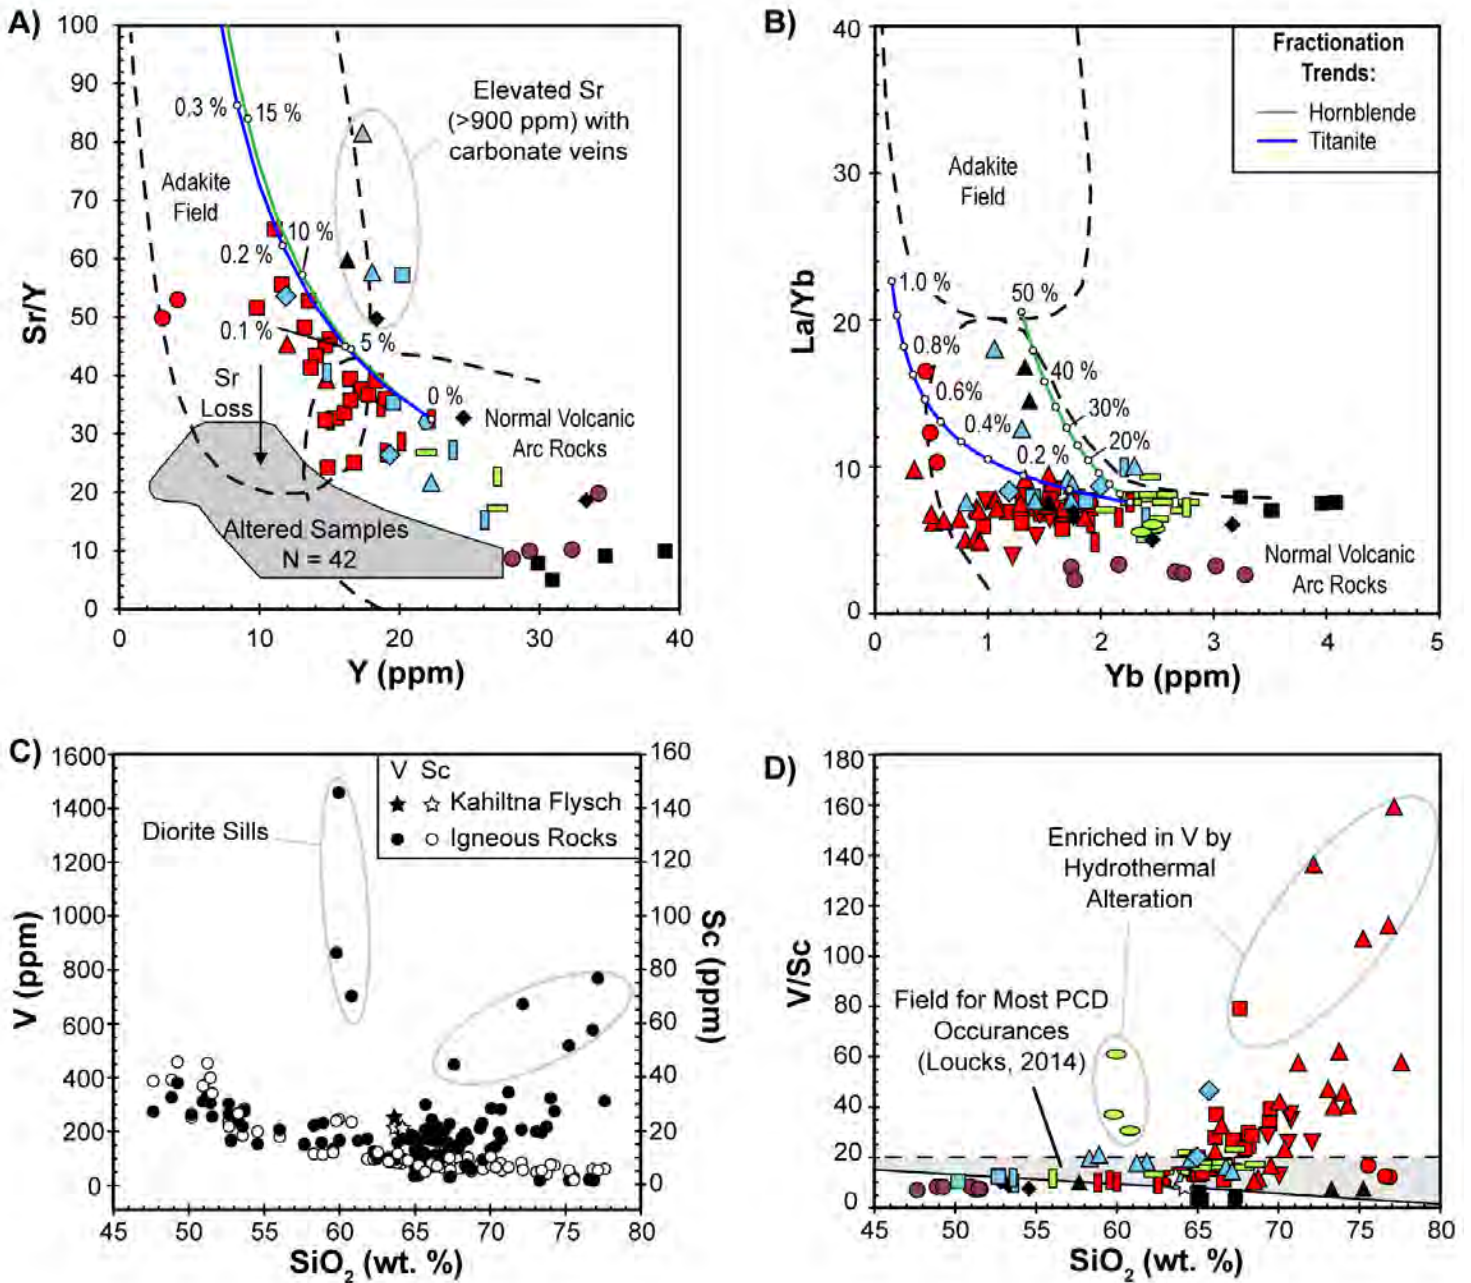 A)
100
90
80
70
60
50
40
30
20
10
0
Sr/Y
0
10
20
30
40
Y (ppm)
0.3 %
15 %
Elevated Sr
(>900 ppm) with
carbonate veins
Adakite
Field
10 %
0.2 %
0.1 %
5 %
Sr
Loss
0 %
Normal Volcanic
Arc Rocks
Altered Samples
N = 42
B)
40
30
20
10
0
La/Yb
0
1
2
3
4
5
Yb (ppm)
Fractionation
Trends:
Hornblende
Titanite
Adakite
Field
1.0 %
50 %
0.8%
40 %
0.6%
0.4%
30%
20%
0.2 %
Normal Volcanic
Arc Rocks
C)
1600
1400
1200
1000
800
600
400
200
0
V (ppm)
160
140
120
100
80
60
40
20
0
Sc (ppm)
45
50
55
60
65
70
75
80
SiO2 (wt. %)
V Sc
Kahiltna Flysch
Igneous Rocks
Diorite Sills
D)
180
160
140
120
100
80
60
40
20
0
V/Sc
45
50
55
60
65
70
75
80
SiO2 (wt. %)
Enriched in V by
Hydrothermal
Alteration
Field for Most PCD
Occurances
(Loucks, 2014)